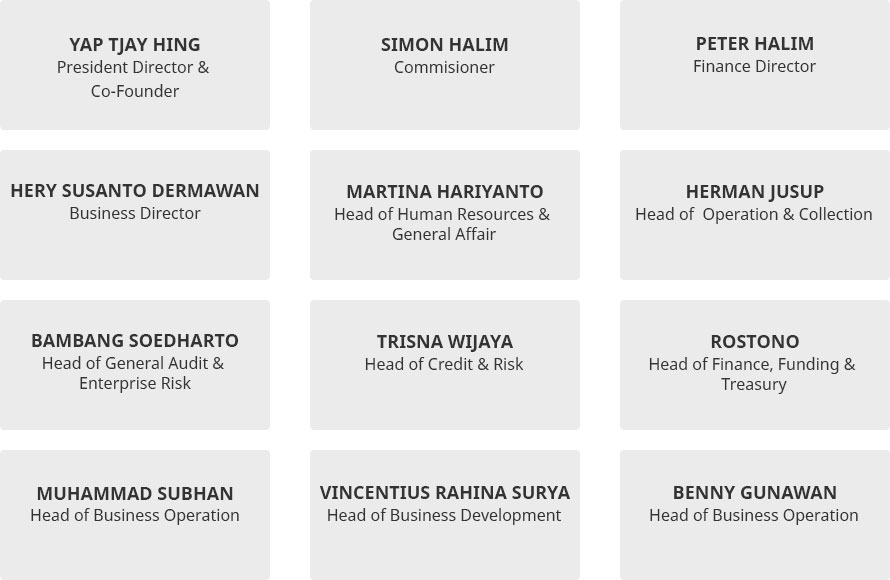 YAP TJAY HING
President Director &
Co-Founder
SIMON HALIM
Commisioner
PETER HALIM
Finance Director
HERY SUSANTO DERMAWAN
Business Director
MARTINA HARIYANTO
Head of Human Resources &
General Affair
HERMAN JUSUP
Head of  Operation & Collection
BAMBANG SOEDHARTO
Head of General Audit &
Enterprise Risk
TRISNA WIJAYA
Head of Credit & Risk
ROSTONO
Head of Finance, Funding &
Treasury
MUHAMMAD SUBHAN
Head of Business Operation
VINCENTIUS RAHINA SURYA
Head of Business Development
BENNY GUNAWAN
Head of Business Operation